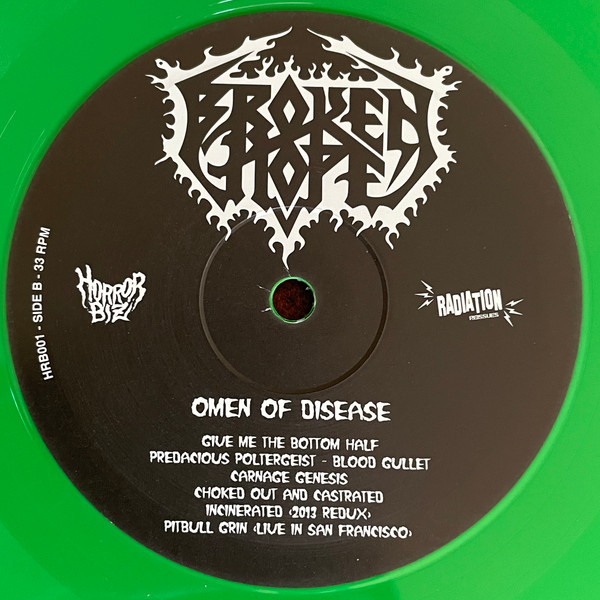 BROKEN
HOPE
HRB001 - SIDE B - 33 RPM
HORROR
BIZ
RADIATION
REISSUES
OMEN OF DISEASE
GIVE ME THE BOTTOM HALF
PREDACIOUS POLTERGEIST - BLOOD GULLET
CARNAGE GENESIS
CHOKED OUT AND CASTRATED
INCINERATED (2013 REDUX)
PITBULL GRIN (LIVE IN SAN FRANCISCO)